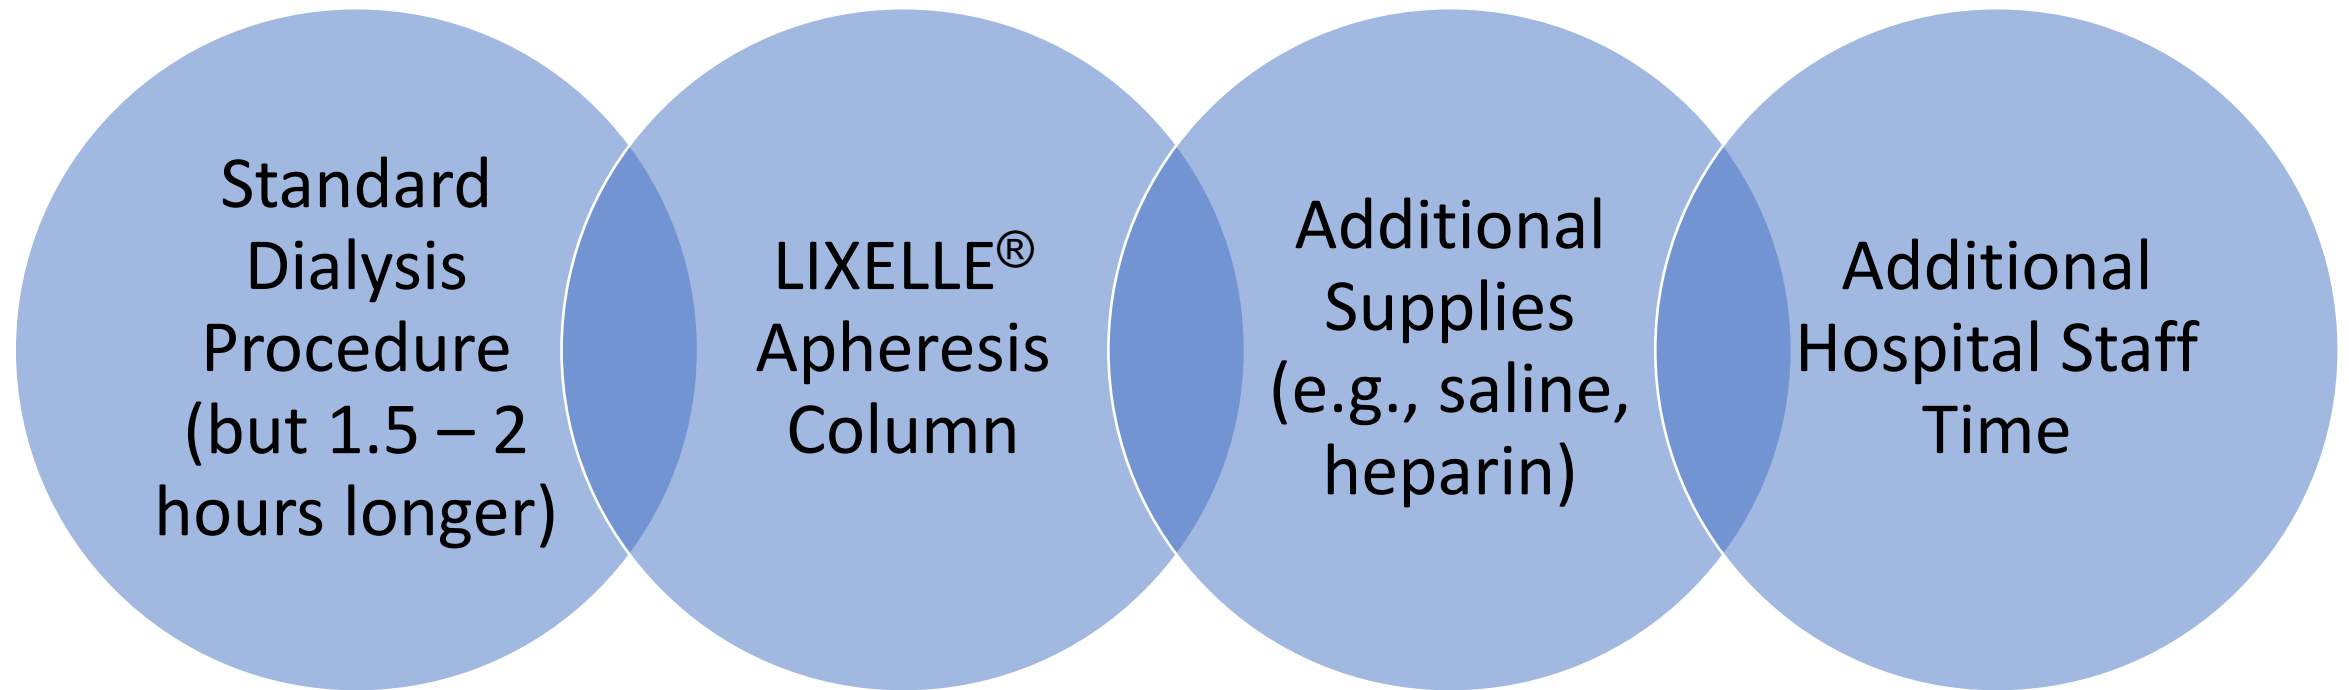 Standard
Dialysis
Procedure
(but 1.5 – 2
hours longer)
LIXELLE®
Apheresis
Column
Additional
Supplies
(e.g., saline,
heparin)
Additional
Hospital Staff
Time